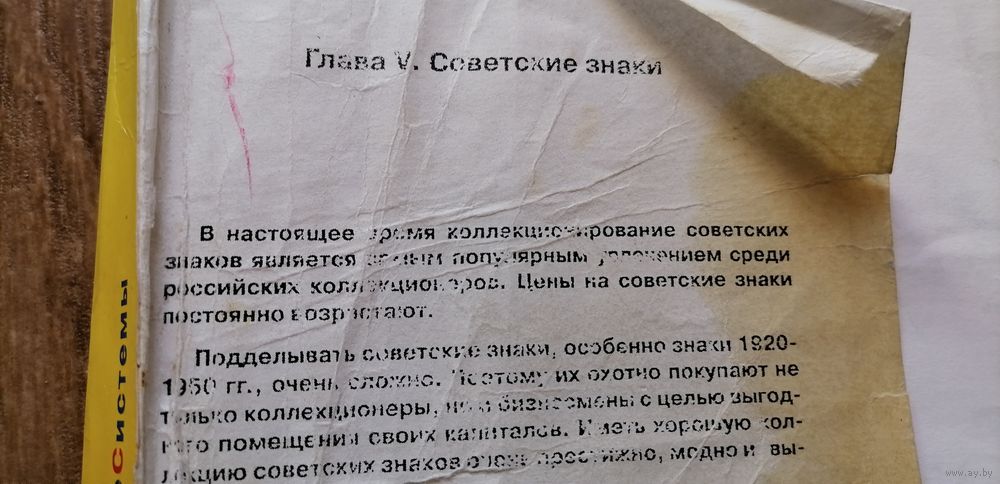 Глава V. Советские знаки
В настоящее время коллекционирование советских
знаков является самым популярным увлечением среди
российских коллекционеров. Цены на советские знаки
постоянно возрастают.
Подделывать советские знаки, особенно знаки 1920-
1950 гг., очень сложно. Поэтому их охотно покупают не
только коллекционеры, но и бизнесмены с целью выгод-
ного помещения своих капиталов. Иметь хорошую кол-
лекцию советских знаков очень престижно, модно и вы-
Системы
www.ay.by